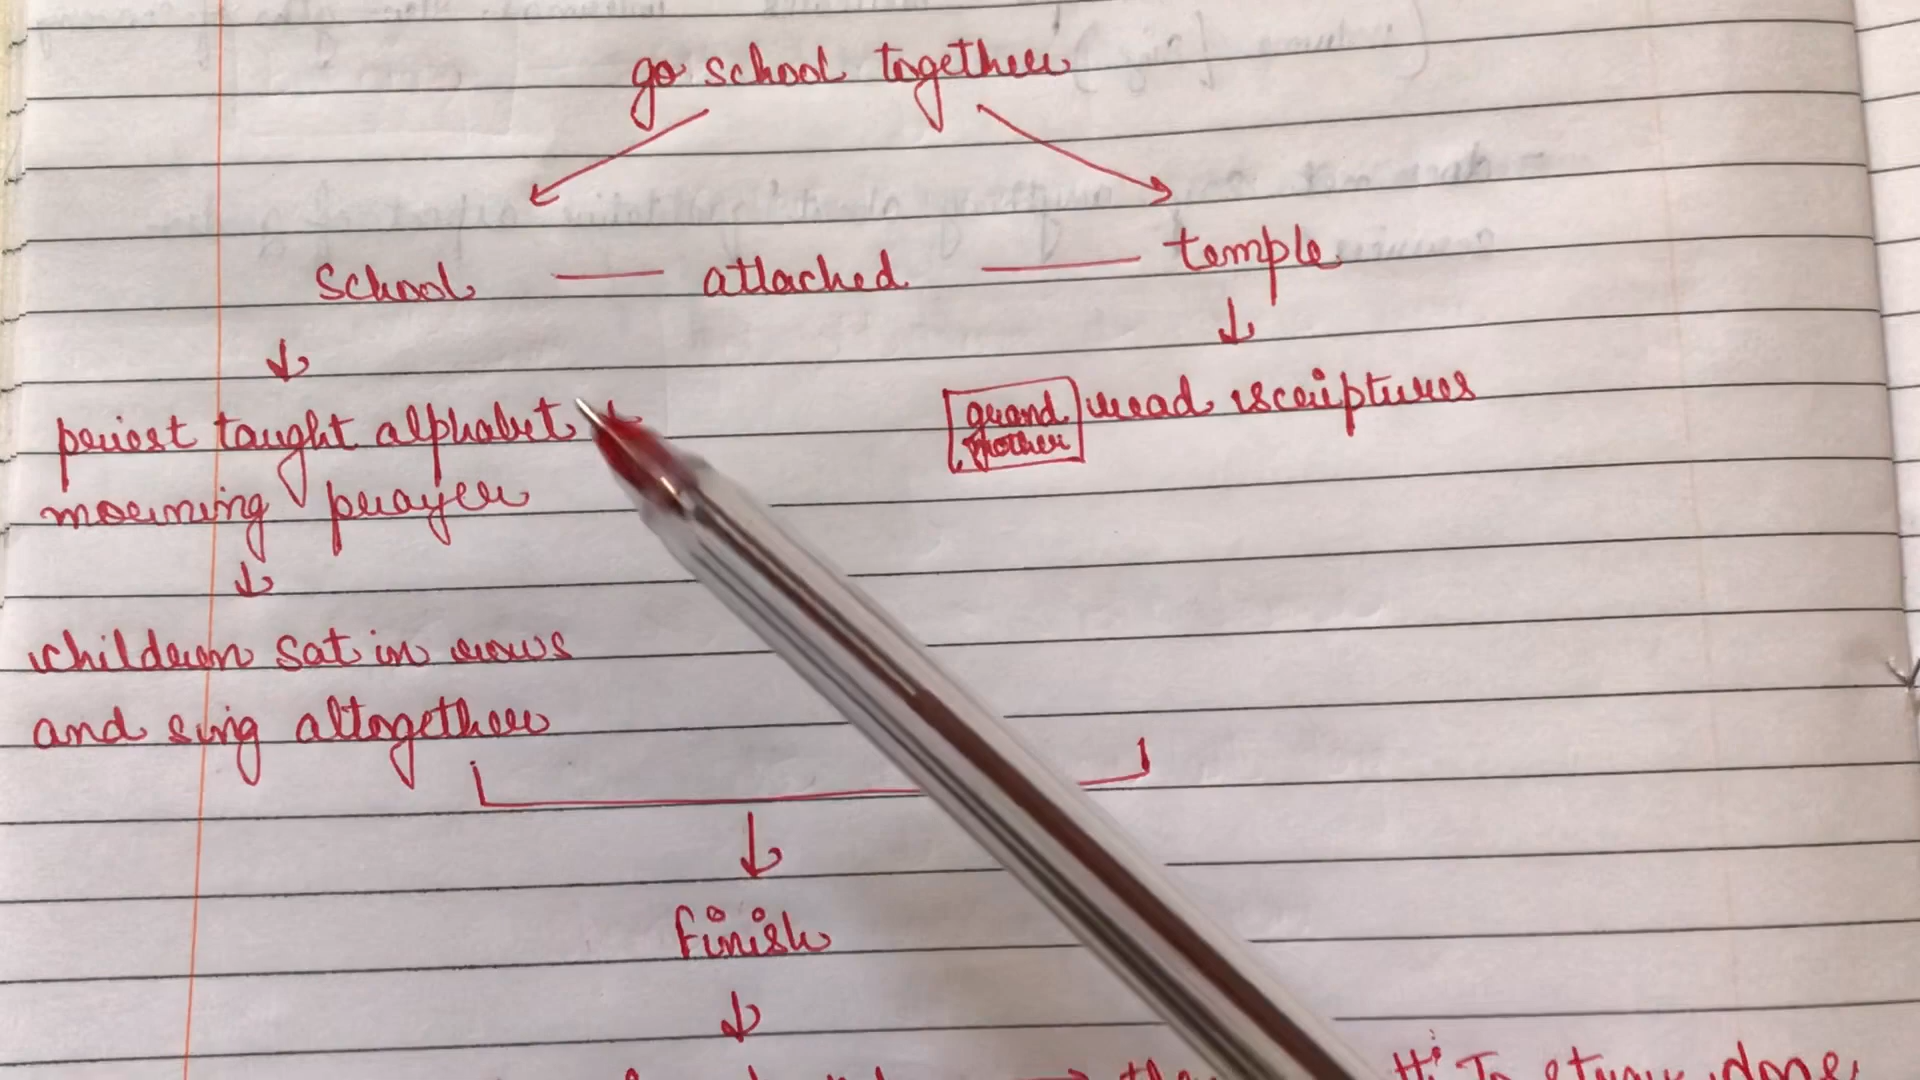 go school together
School — attached — temple
priest taught alphabet
morning prayer
grand
mother
read scriptures
children sat in rows
and sing altogether
finish